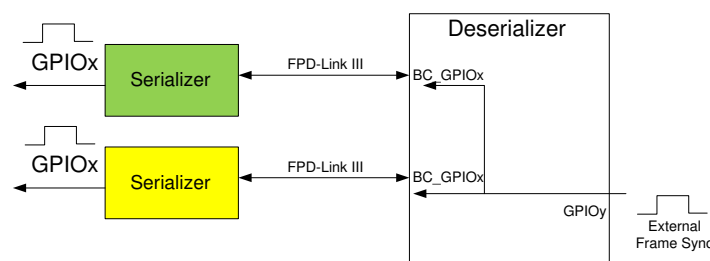 Deserializer
GPIOx
Serializer
FPD-Link III
BC_GPIOx
GPIOx
Serializer
FPD-Link III
BC_GPIOx
GPIOy
External
Frame Sync